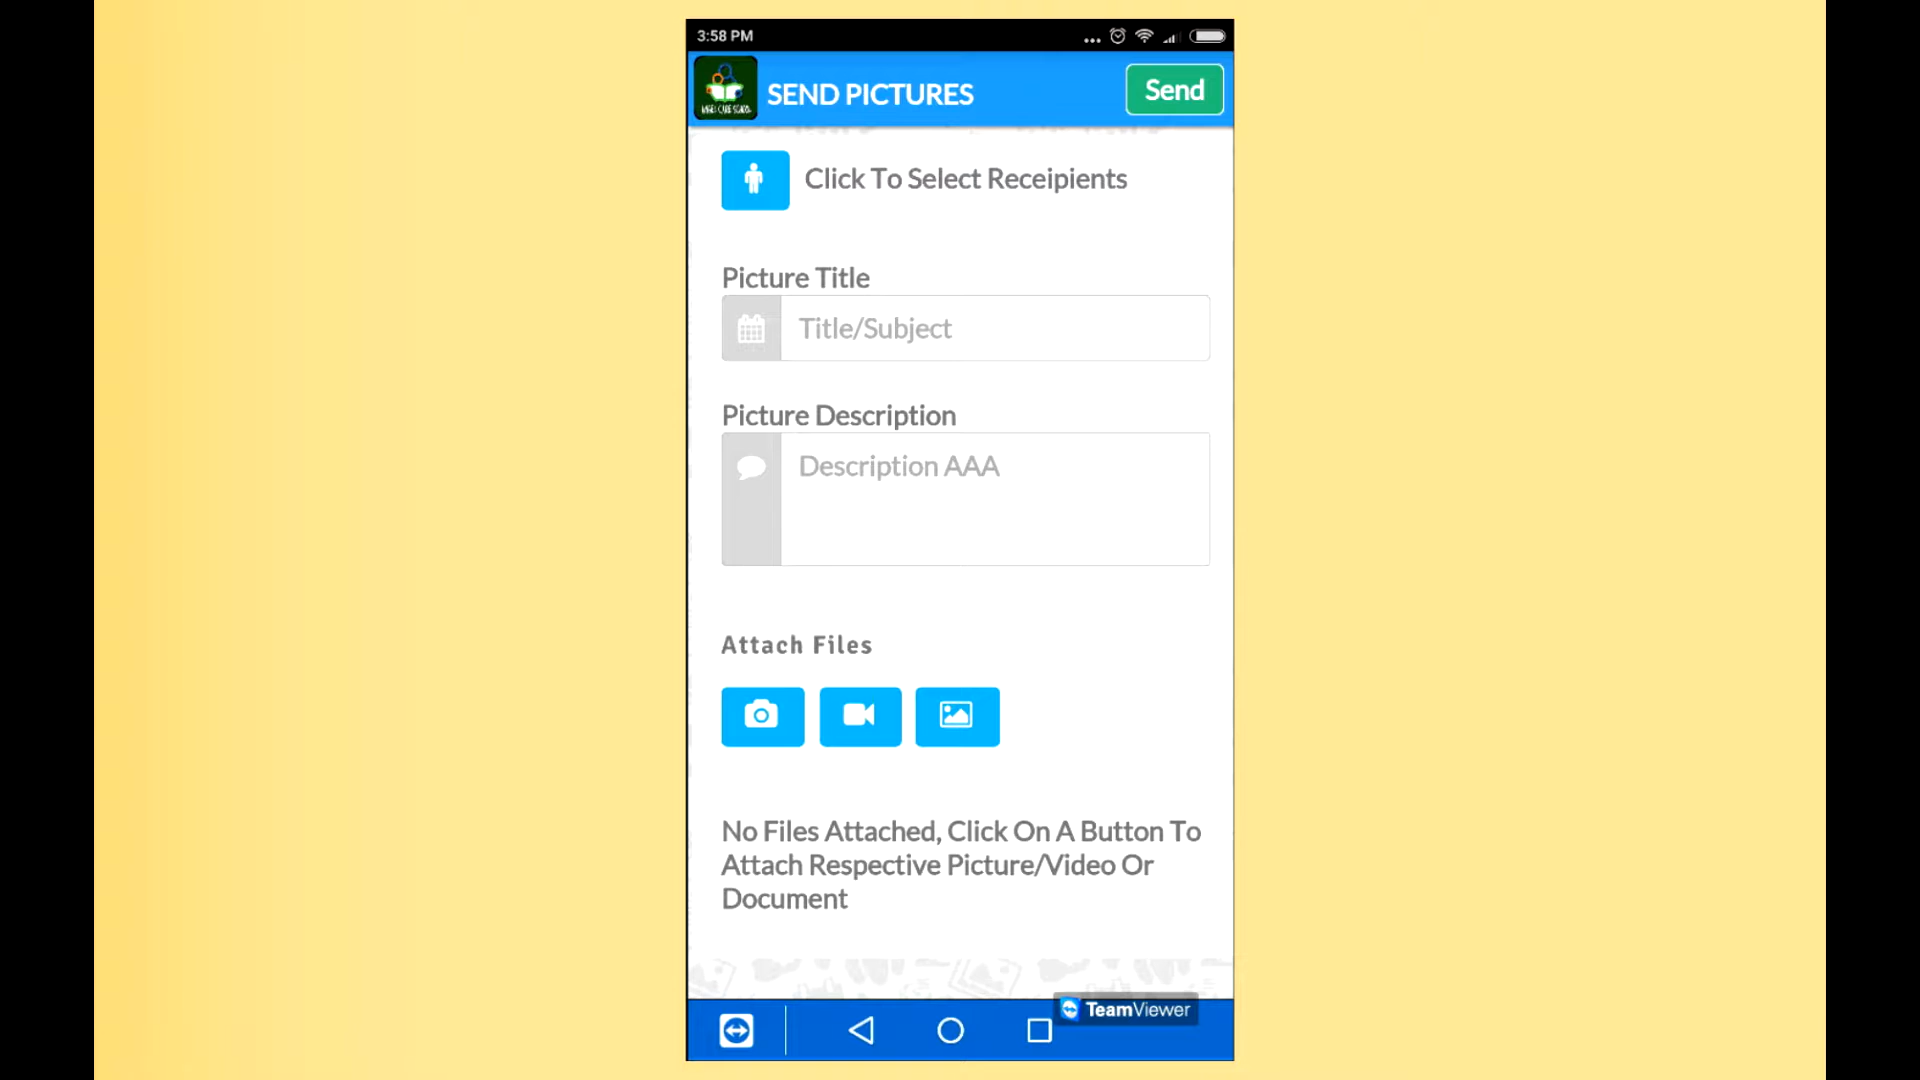 3:58 PM
SEND PICTURES
Send
Click To Select Receipients
Picture Title
Title/Subject
Picture Description
Description AAA
Attach Files
No Files Attached, Click On A Button To
Attach Respective Picture/Video Or
Document
TeamViewer